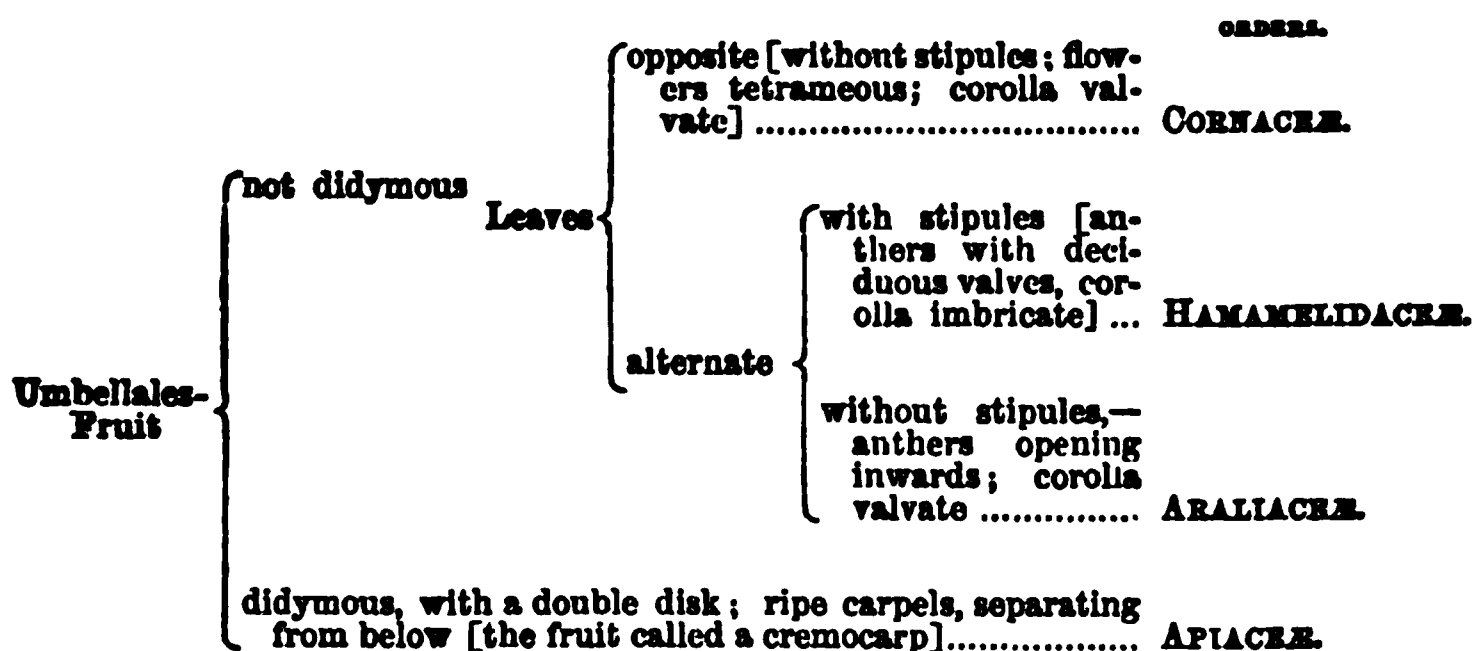 ORDERS.
opposite [without stipules; flow-
ers tetrameous; corolla val-
vate] .................................... CORNACEÆ.
not didymous
Leaves
with stipules [an-
thers with deci-
duous valves, cor-
olla imbricate] ... HAMAMELIDACEÆ.
alternate
Umbellales-
Fruit
without stipules,—
anthers opening
inwards; corolla
valvate ............... ARALIACEÆ.
didymous, with a double disk; ripe carpels, separating
from below [the fruit called a cremocarp].................. APIACEÆ.